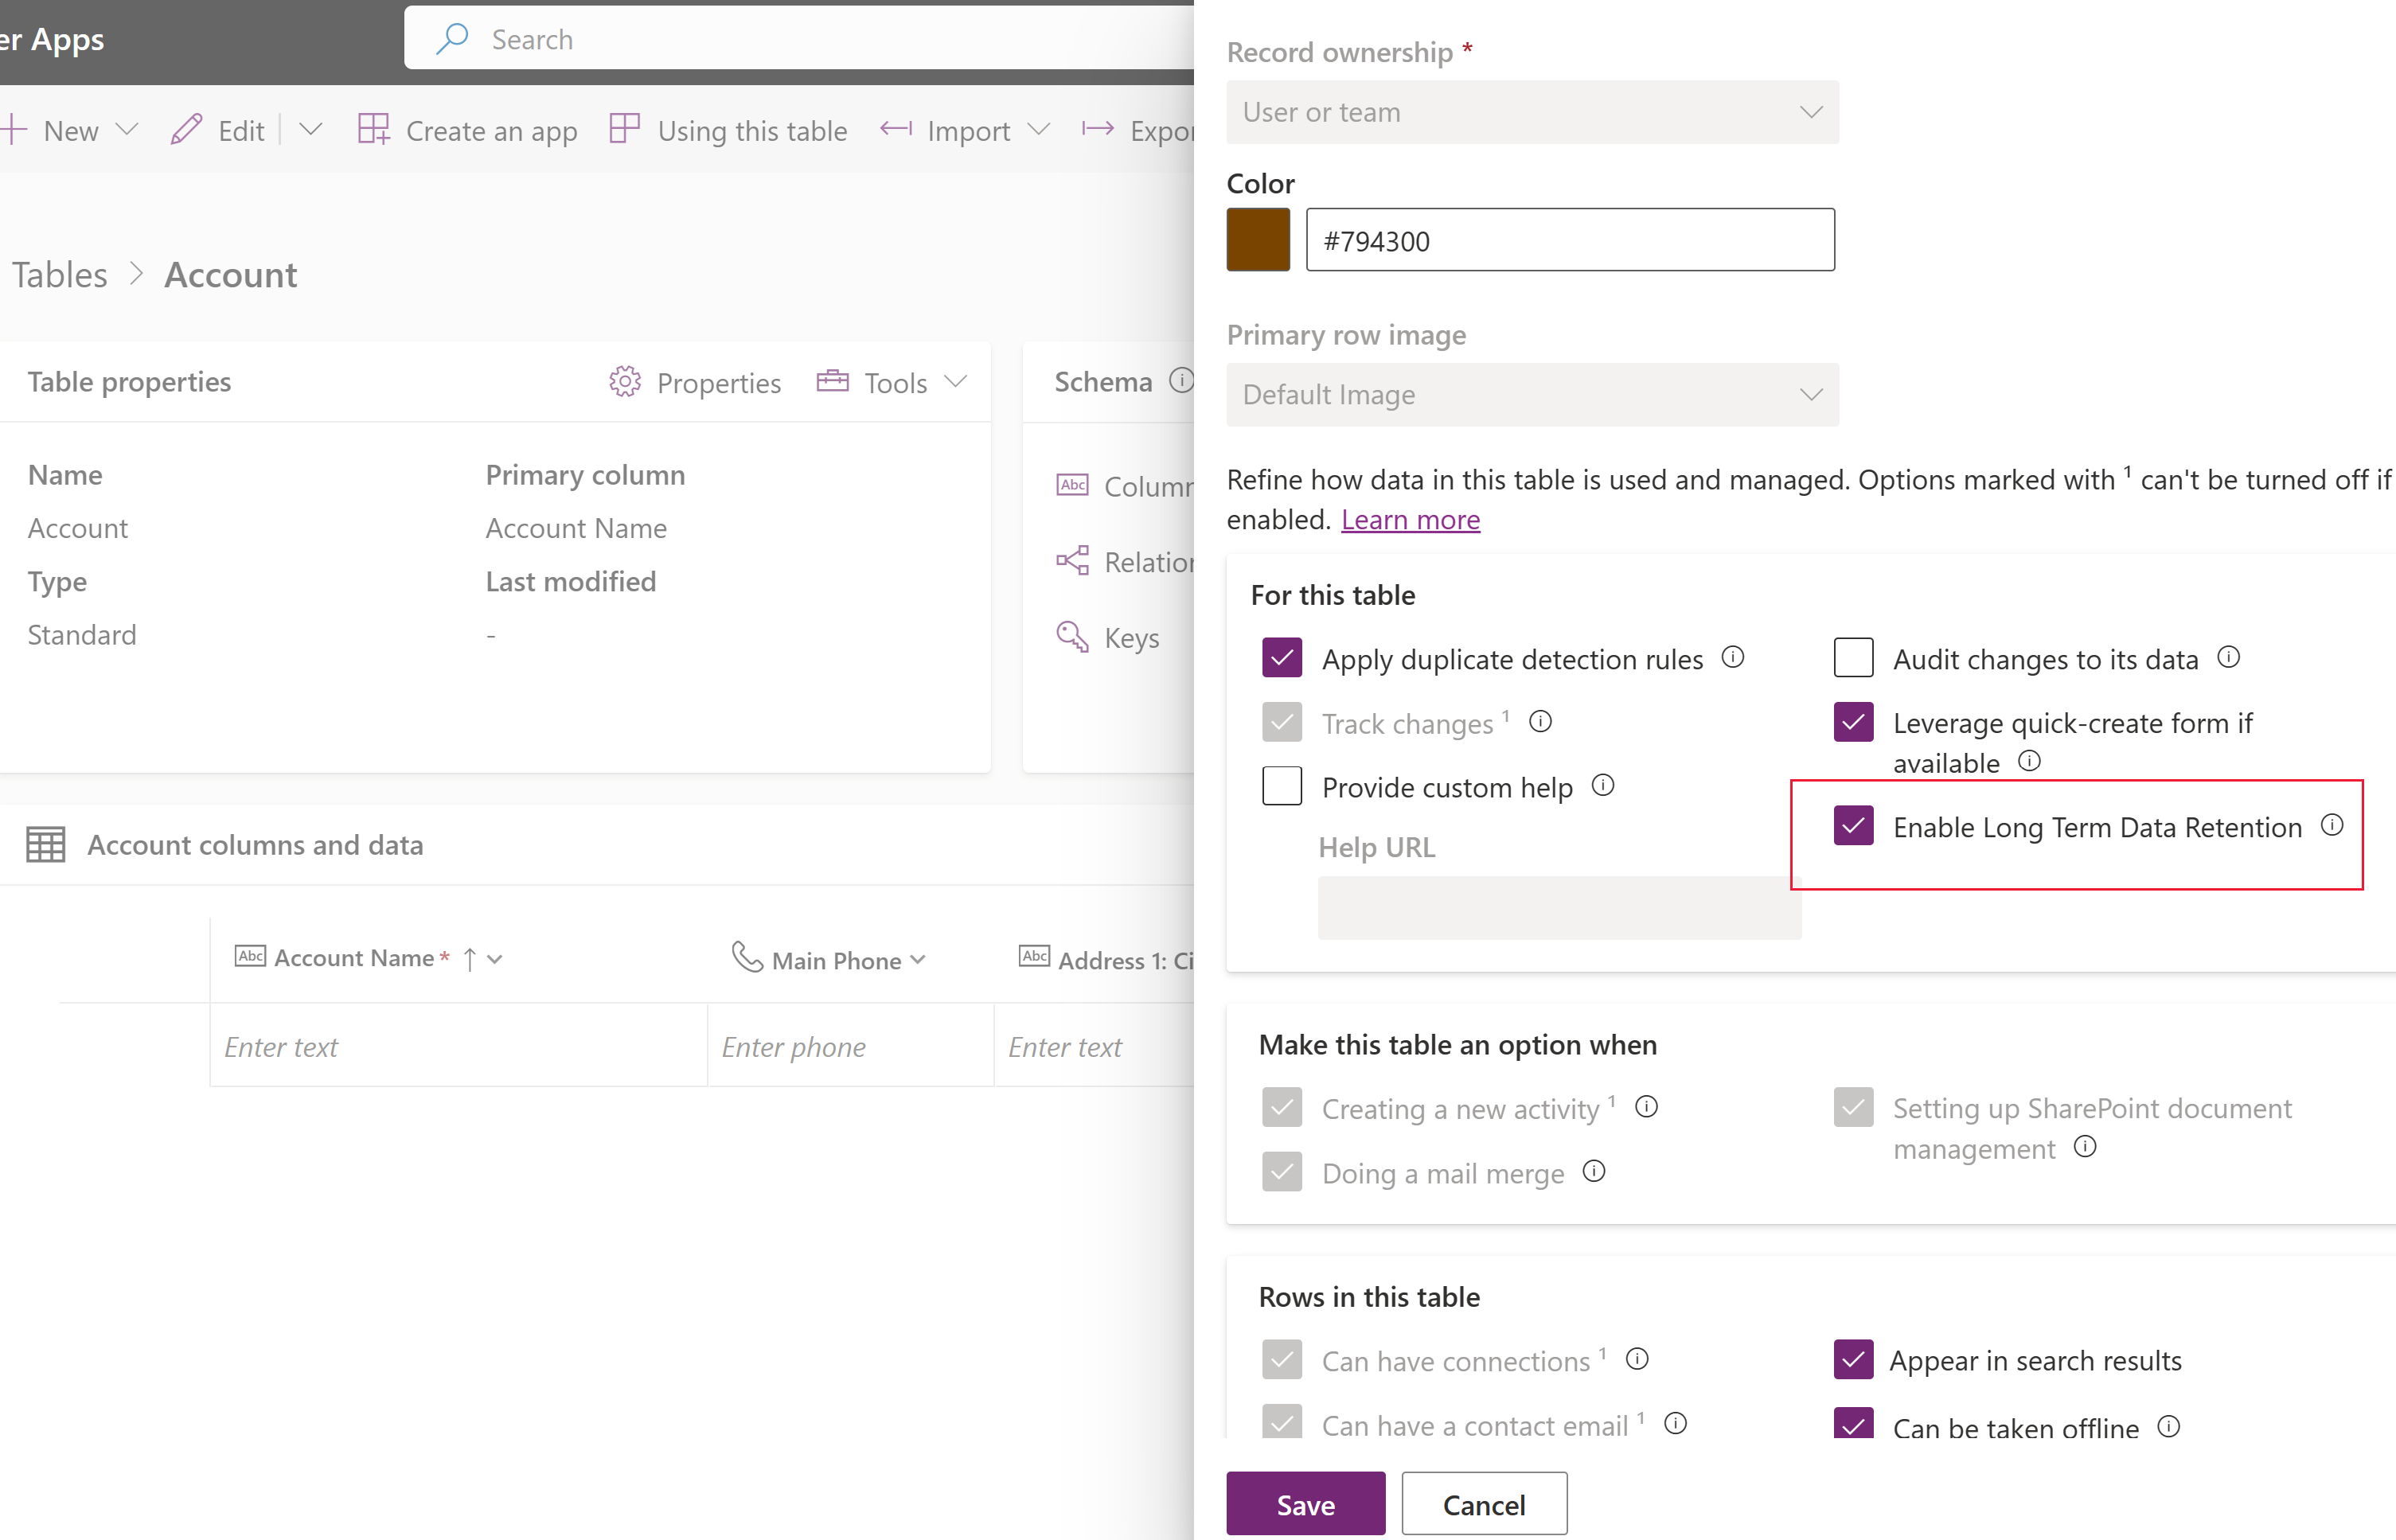 er Apps
Search
New
Edit
Create an app
Using this table
Import
Expor
Tables > Account
Table properties
Properties
Tools
Name
Primary column
Account
Account Name
Type
Last modified
Standard
-
Schema
Abc
Column
Relation
Keys
Account columns and data
Abc Account Name *
Main Phone
Abc Address 1: Ci
Enter text
Enter phone
Enter text
Record ownership *
User or team
Color
#794300
Primary row image
Default Image
Refine how data in this table is used and managed. Options marked with ¹ can't be turned off if
enabled. Learn more
For this table
Apply duplicate detection rules
Audit changes to its data
Track changes ¹
Leverage quick-create form if
available
Provide custom help
Enable Long Term Data Retention
Help URL
Make this table an option when
Creating a new activity ¹
Setting up SharePoint document
management
Doing a mail merge
Rows in this table
Can have connections ¹
Appear in search results
Can have a contact email ¹
Can be taken offline
Save
Cancel